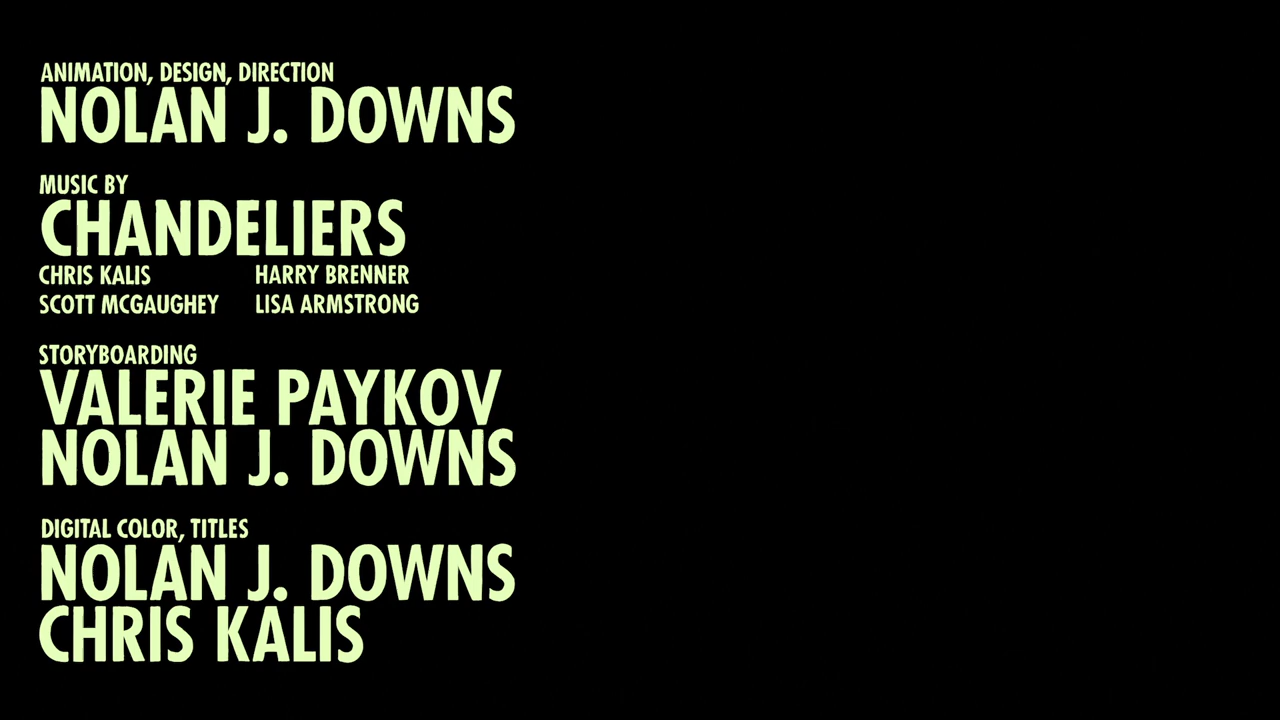 ANIMATION, DESIGN, DIRECTION
NOLAN J. DOWNS
MUSIC BY
CHANDELIERS
CHRIS KALIS HARRY BRENNER
SCOTT MCGAUGHEY LISA ARMSTRONG
STORYBOARDING
VALERIE PAYKOV
NOLAN J. DOWNS
DIGITAL COLOR, TITLES
NOLAN J. DOWNS
CHRIS KALIS